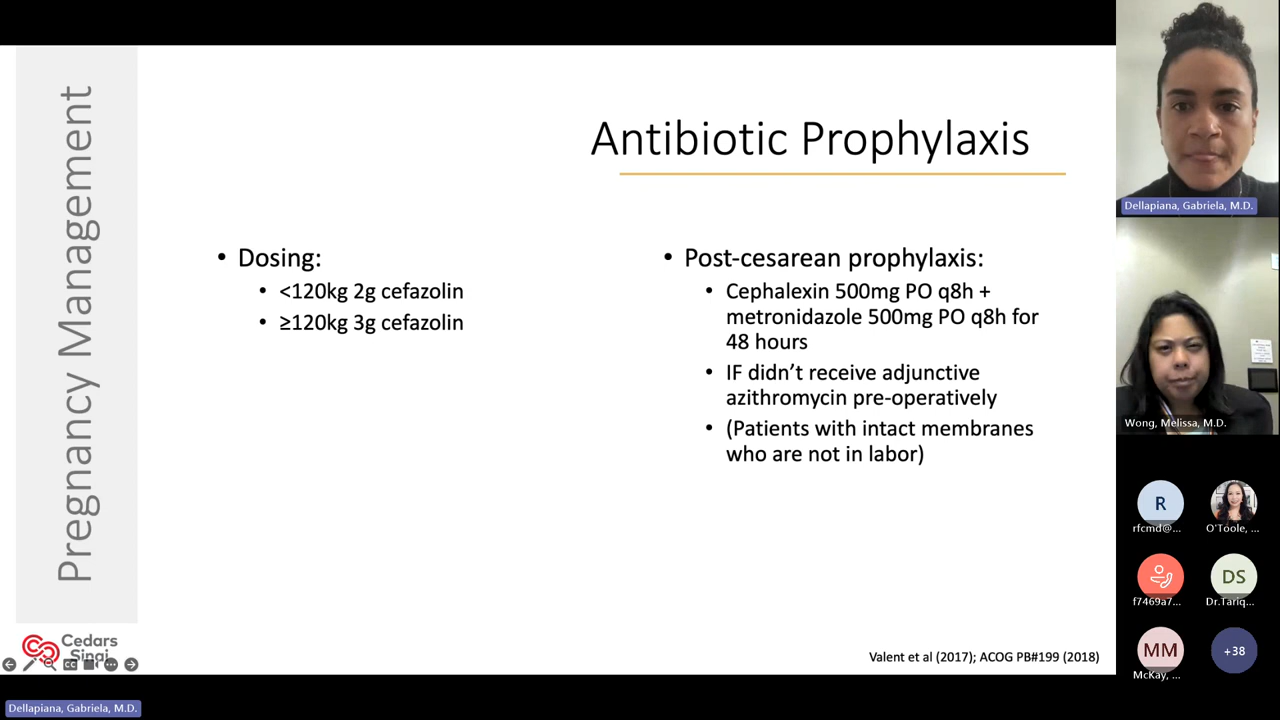 Pregnancy Management
Antibiotic Prophylaxis
• Dosing:
• <120kg 2g cefazolin
• ≥120kg 3g cefazolin
• Post-cesarean prophylaxis:
• Cephalexin 500mg PO q8h +
metronidazole 500mg PO q8h for
48 hours
• IF didn’t receive adjunctive
azithromycin pre-operatively
• (Patients with intact membranes
who are not in labor)
Cedars
Sinai
Valent et al (2017); ACOG PB#199 (2018)
Dellapiana, Gabriela, M.D.
Wong, Melissa, M.D.
R
rfcmd@...
O'Toole, ...
f7469a7...
DS
Dr.Tariq...
MM
McKay, ...
+38
Dellapiana, Gabriela, M.D.